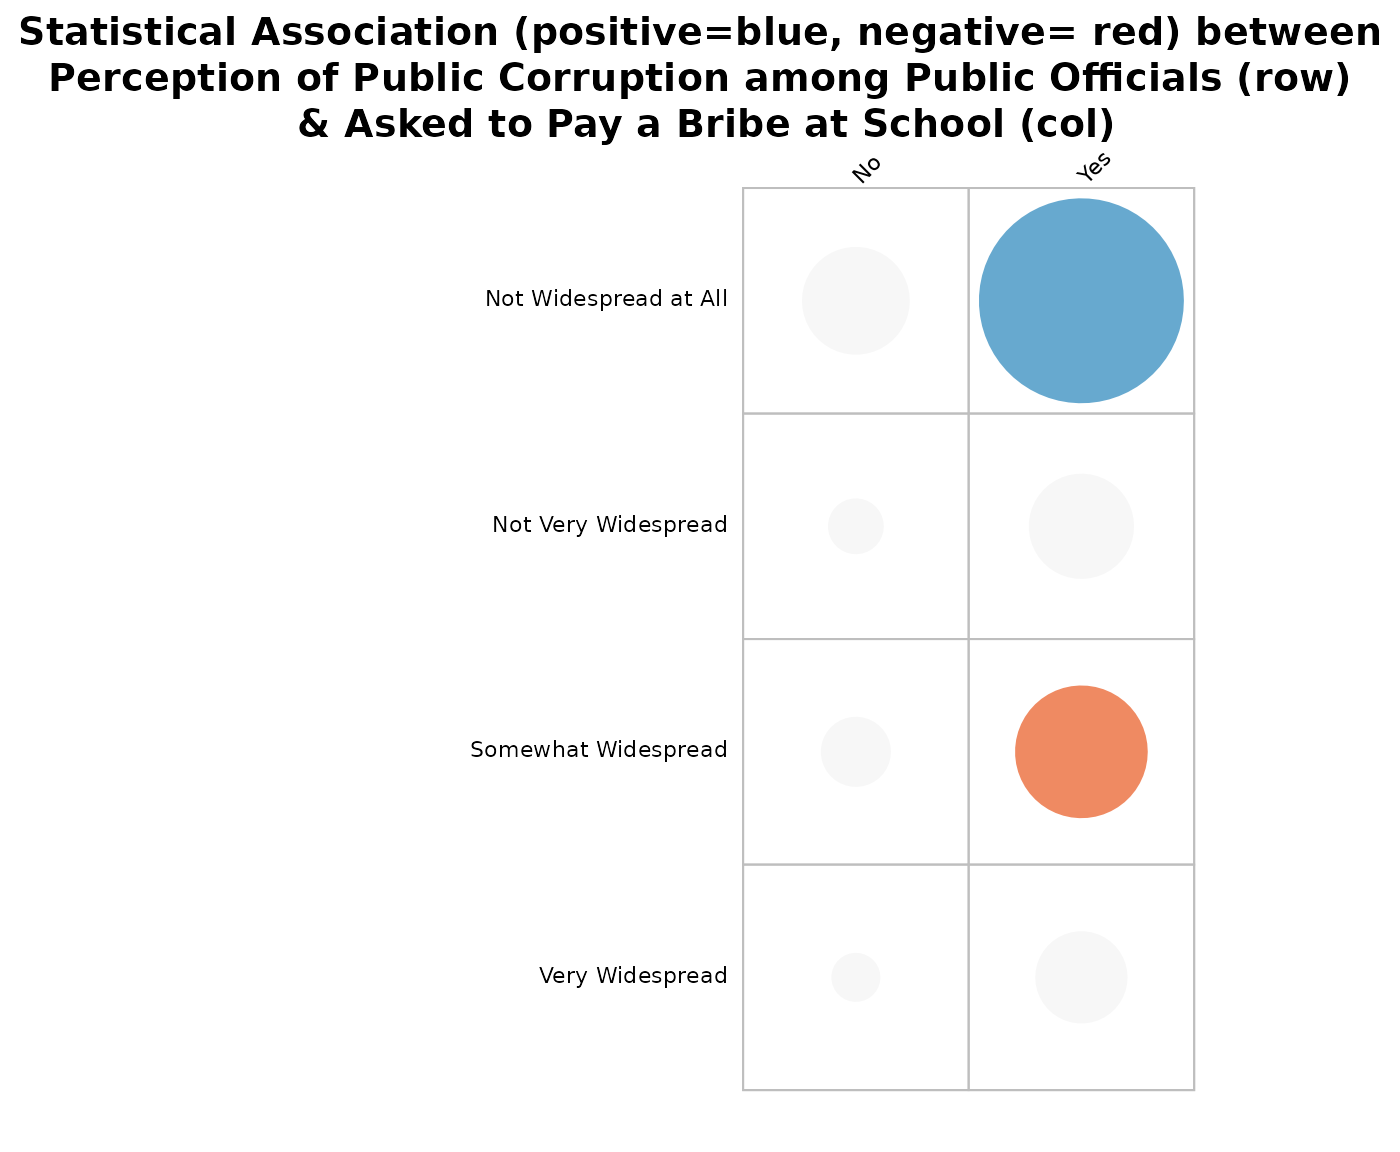 Statistical Association (positive=blue, negative= red) between
Perception of Public Corruption among Public Officials (row)
& Asked to Pay a Bribe at School (col)
No
Yes
Not Widespread at All
Not Very Widespread
Somewhat Widespread
Very Widespread